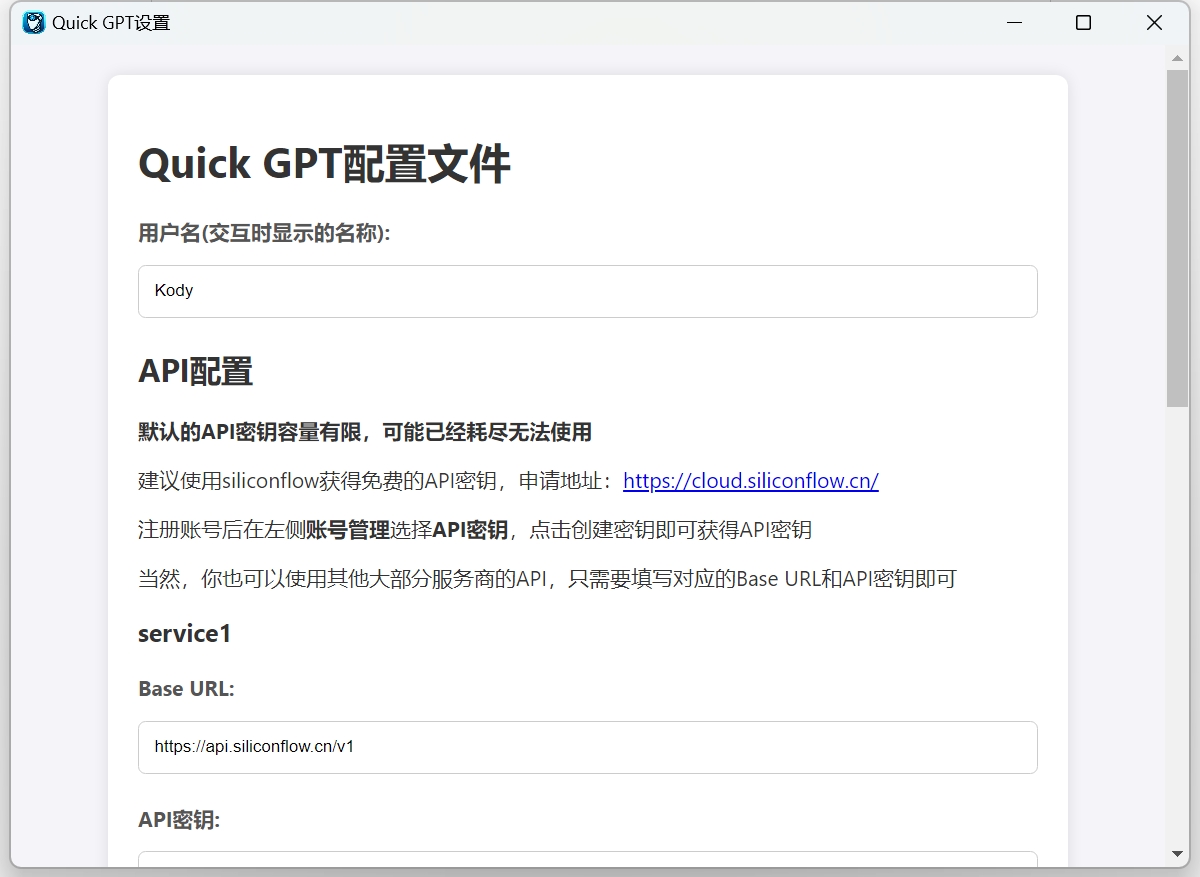 Quick GPT设置
Quick GPT配置文件
用户名(交互时显示的名称):
Kody
API配置
默认的API密钥容量有限，可能已经耗尽无法使用
建议使用siliconflow获得免费的API密钥，申请地址：https://cloud.siliconflow.cn/
注册账号后在左侧账号管理选择API密钥，点击创建密钥即可获得API密钥
当然，你也可以使用其他大部分服务商的API，只需要填写对应的Base URL和API密钥即可
service1
Base URL:
https://api.siliconflow.cn/v1
API密钥: